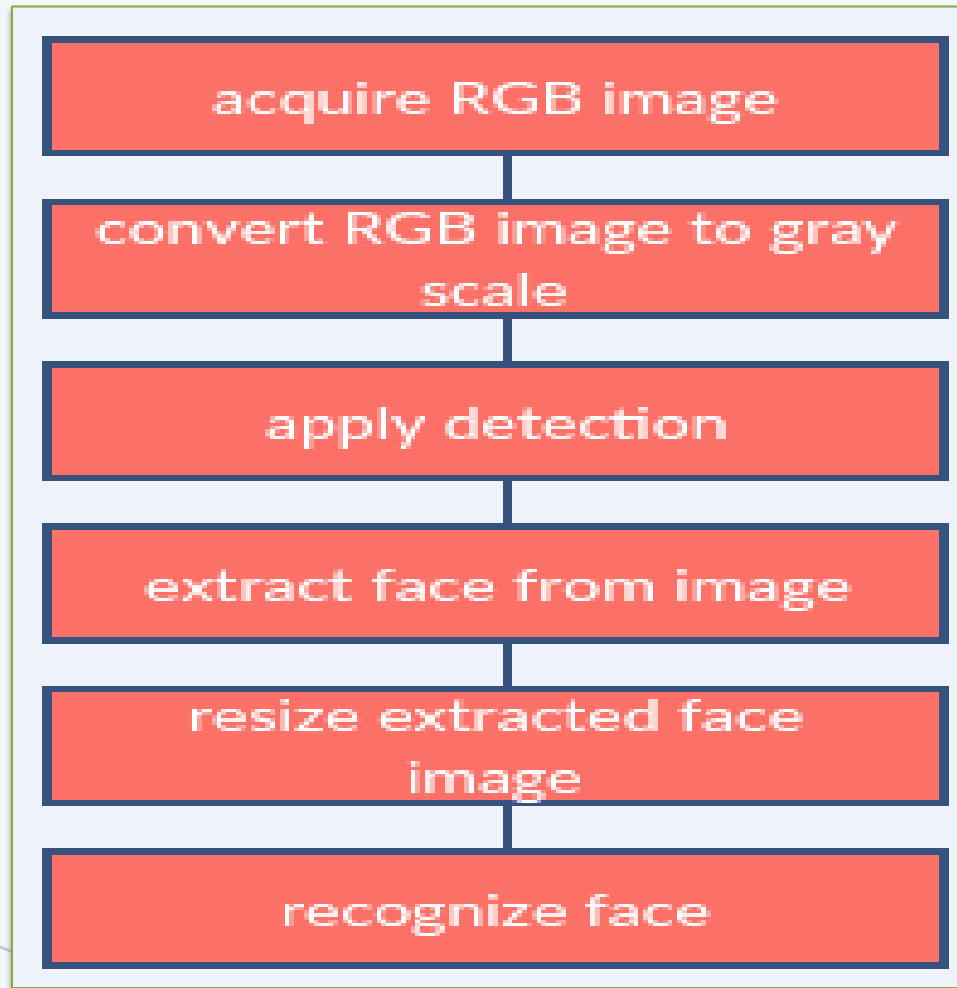 acquire RGB image
convert RGB image to gray
scale
apply detection
extract face from image
resize extracted face
image
recognize face